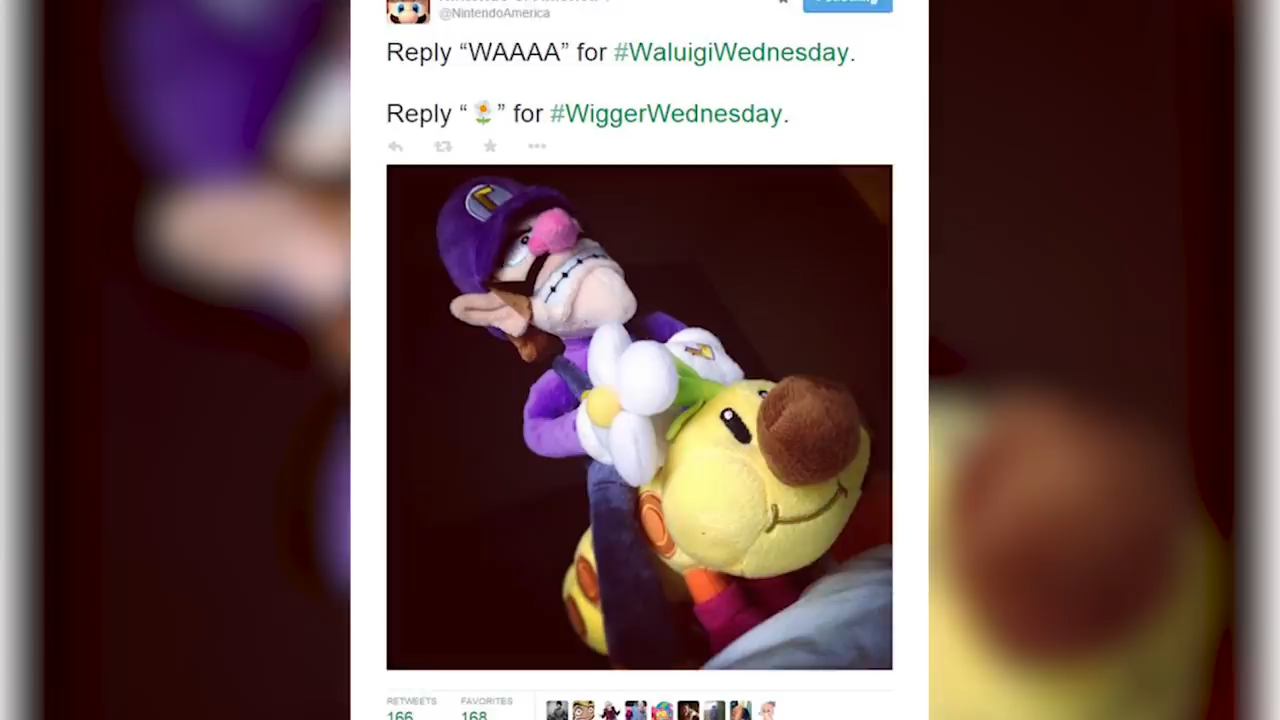 @NintendoAmerica
Reply “WAAAA” for #WaluigiWednesday.
Reply “🌼” for #WiggerWednesday.
RETWEETS
FAVORITES
166
168